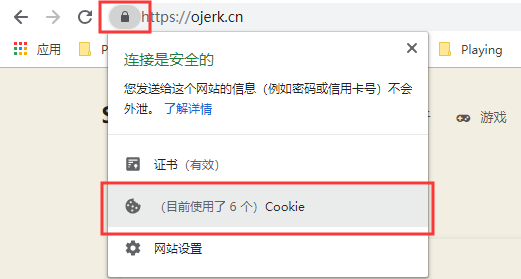 https://ojerk.cn
应用
P
Playing
连接是安全的
您发送给这个网站的信息（例如密码或信用卡号）不会
外泄。 了解详情
S
游戏
证书（有效）
（目前使用了 6 个）Cookie
网站设置